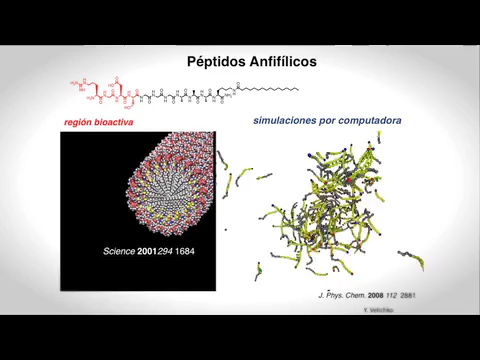 Péptidos Anfifílicos
región bioactiva
simulaciones por computadora
Science 2001 294 1684
J. Phys. Chem. 2008 112 2881
Y. Velichko